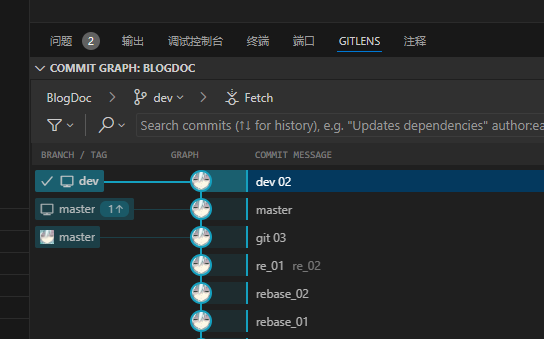 问题 2 输出 调试控制台 终端 端口 GITLENS 注释
COMMIT GRAPH: BLOGDOC
BlogDoc dev Fetch
Search commits (↑↓ for history), e.g. "Updates dependencies" author:ea
BRANCH / TAG GRAPH COMMIT MESSAGE
dev dev 02
master 1↑ master
master git 03
re_01 re_02
rebase_02
rebase_01